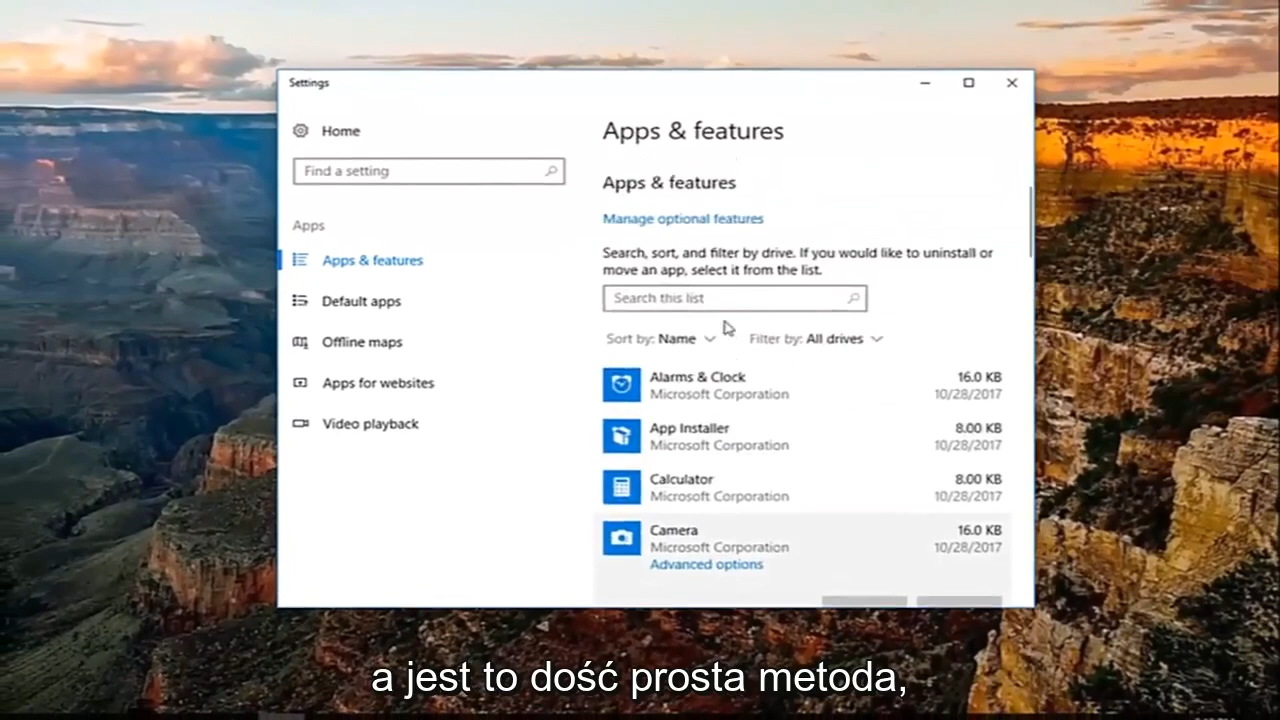 Settings
Home
Find a setting
Apps
Apps & features
Default apps
Offline maps
Apps for websites
Video playback
Apps & features
Apps & features
Manage optional features
Search, sort, and filter by drive. If you would like to uninstall or
move an app, select it from the list.
Search this list
Sort by: Name Filter by: All drives
Alarms & Clock 16.0 KB
Microsoft Corporation 10/28/2017
App Installer 8.00 KB
Microsoft Corporation 10/28/2017
Calculator 8.00 KB
Microsoft Corporation 10/28/2017
Camera 16.0 KB
Microsoft Corporation 10/28/2017
Advanced options
a jest to dość prosta metoda,